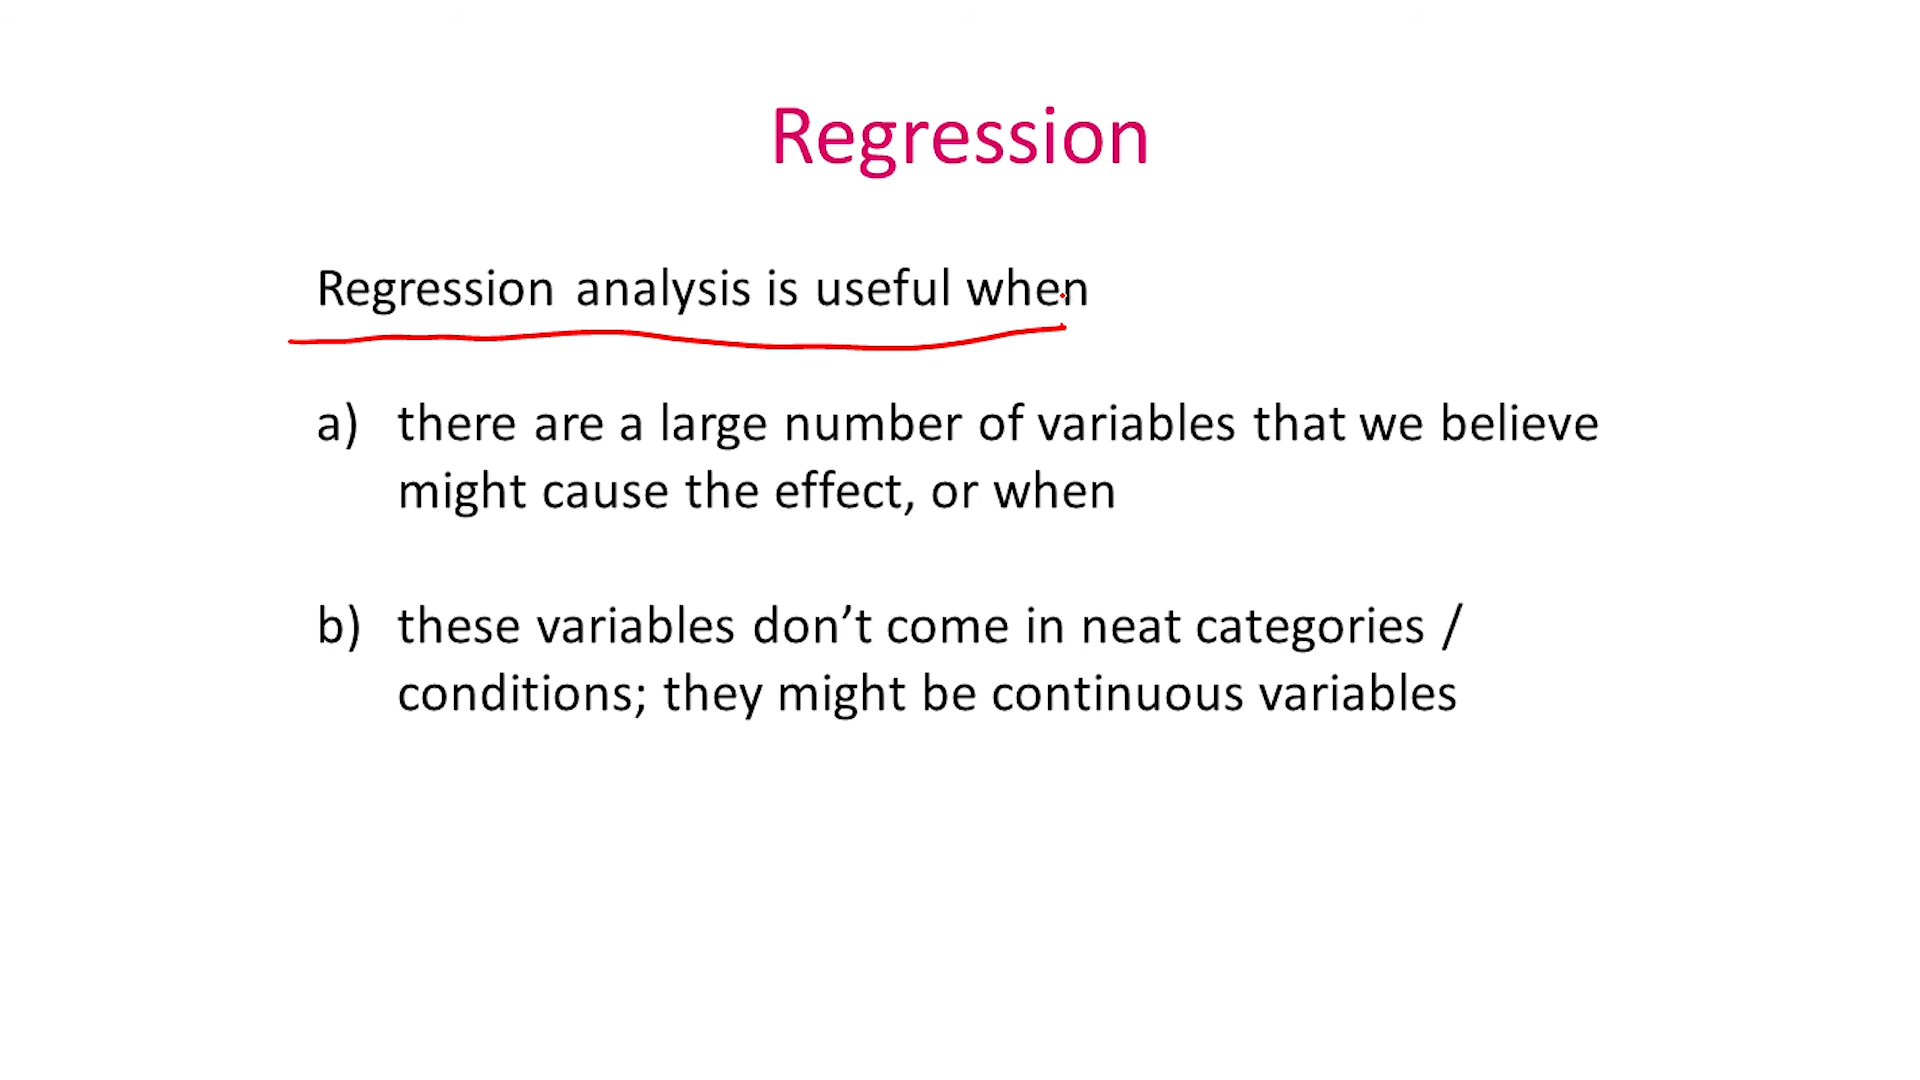 Regression
Regression analysis is useful when
a) there are a large number of variables that we believe
might cause the effect, or when
b) these variables don’t come in neat categories /
conditions; they might be continuous variables